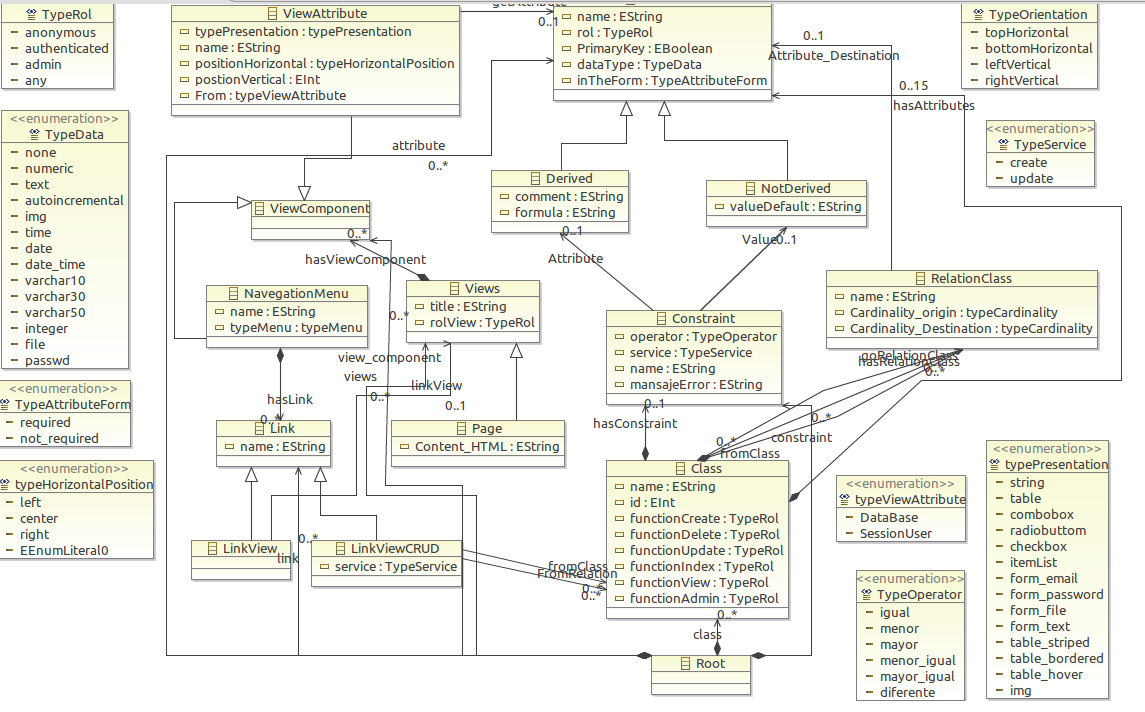 TypeRol
anonymous
authenticated
admin
any
<<enumeration>>
TypeData
none
numeric
text
autoincremental
img
time
date
date_time
varchar10
varchar30
varchar50
integer
file
passwd
<<enumeration>>
TypeAttributeForm
required
not_required
<<enumeration>>
typeHorizontalPosition
left
center
right
EEnumLiteral0
ViewAttribute
typePresentation : typePresentation
name : EString
positionHorizontal : typeHorizontalPosition
postionVertical : EInt
From : typeViewAttribute
0..1
name : EString
rol : TypeRol
PrimaryKey : EBoolean
dataType : TypeData
inTheForm : TypeAttributeForm
0..1
Attribute_Destination
0..15
hasAttributes
TypeOrientation
topHorizontal
bottomHorizontal
leftVertical
rightVertical
<<enumeration>>
TypeService
create
update
attribute
0..*
Derived
comment : EString
formula : EString
0..1
Attribute
NotDerived
valueDefault : EString
Value
0..1
ViewComponent
0..*
hasViewComponent
NavegationMenu
name : EString
typeMenu : typeMenu
Views
title : EString
rolView : TypeRol
0..*
view_component
views
linkView
0..*
0..1
hasLink
0..*
Link
name : EString
Page
Content_HTML : EString
Constraint
operator : TypeOperator
service : TypeService
name : EString
mansajeError : EString
0..1
hasConstraint
RelationClass
name : EString
Cardinality_origin : typeCardinality
Cardinality_Destination : typeCardinality
goRelationClass
hasRelationClass
0..*
0..*
constraint
0..*
fromClass
Class
name : EString
id : EInt
functionCreate : TypeRol
functionDelete : TypeRol
functionUpdate : TypeRol
functionIndex : TypeRol
functionView : TypeRol
functionAdmin : TypeRol
0..*
class
Root
LinkView
0..*
link
LinkViewCRUD
service : TypeService
fromClass
FromRelation
0..*
0..*
<<enumeration>>
typeViewAttribute
DataBase
SessionUser
<<enumeration>>
TypeOperator
igual
menor
mayor
menor_igual
mayor_igual
diferente
<<enumeration>>
typePresentation
string
table
combobox
radiobuttom
checkbox
itemList
form_email
form_password
form_file
form_text
table_striped
table_bordered
table_hover
img